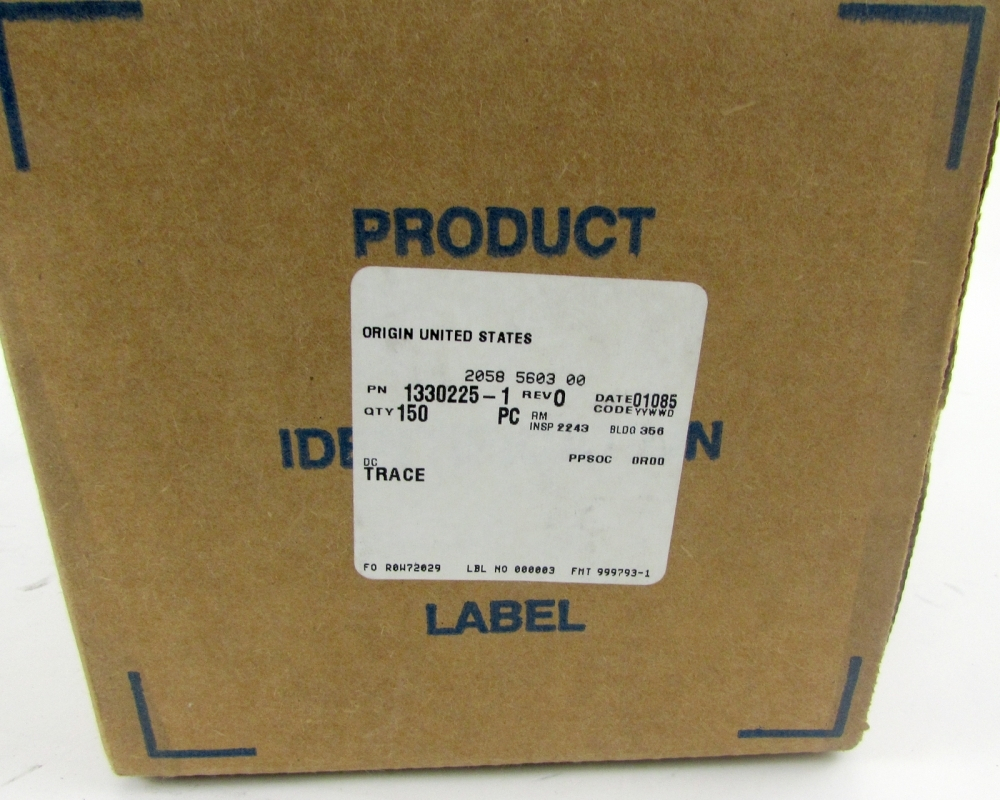 PRODUCT
ORIGIN UNITED STATES
2058 5603 00
PN 1330225-1 REV O DATE 01085
CODE YYWWD
QTY 150 PC RM
INSP 2243 BLDG 356
IDE N
DC PPSOC 0R00
TRACE
FO R0W72029 LBL NO 000003 FMT 999793-1
LABEL